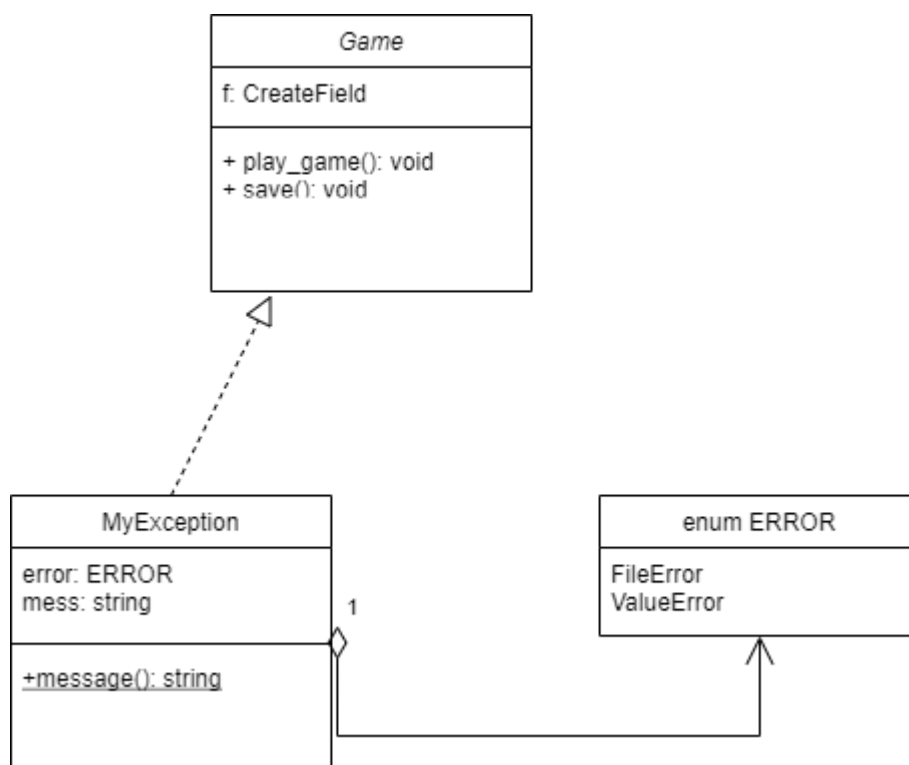 Game
f: CreateField
+ play_game(): void
+ save(): void
MyException
error: ERROR
mess: string
+message(): string
1
enum ERROR
FileError
ValueError